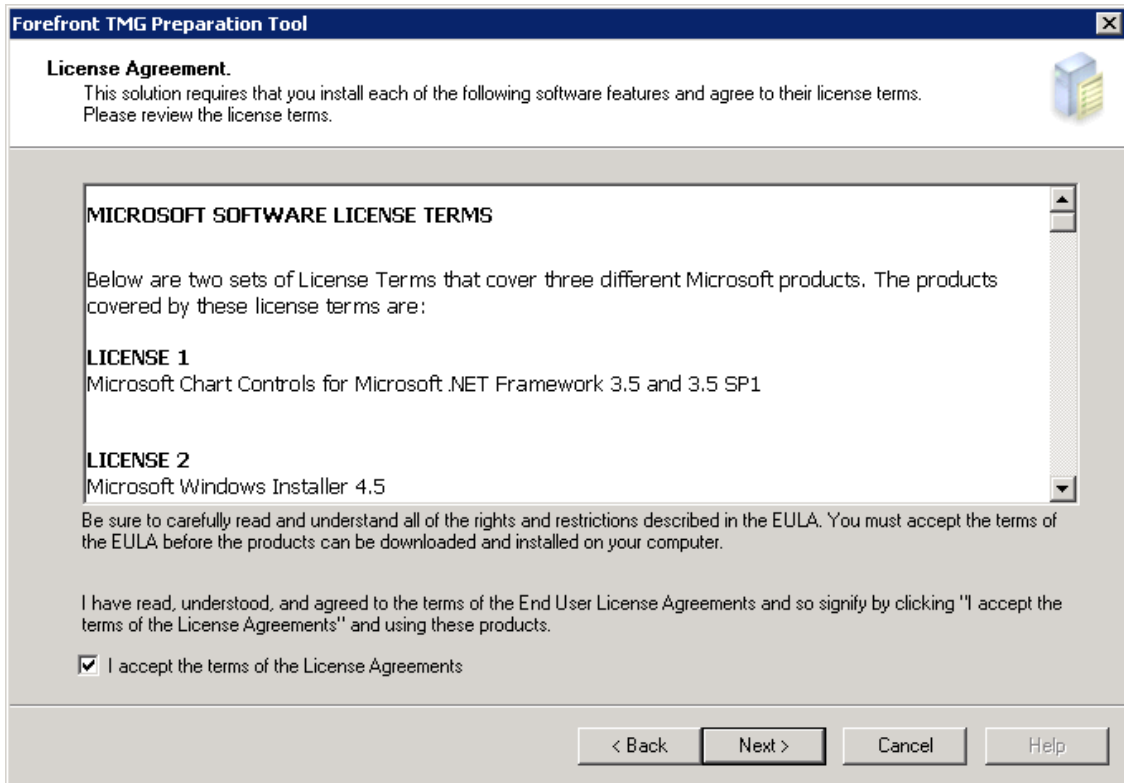 Forefront TMG Preparation Tool
License Agreement.
This solution requires that you install each of the following software features and agree to their license terms.
Please review the license terms.
MICROSOFT SOFTWARE LICENSE TERMS
Below are two sets of License Terms that cover three different Microsoft products. The products
covered by these license terms are:
LICENSE 1
Microsoft Chart Controls for Microsoft .NET Framework 3.5 and 3.5 SP1
LICENSE 2
Microsoft Windows Installer 4.5
Be sure to carefully read and understand all of the rights and restrictions described in the EULA. You must accept the terms of
the EULA before the products can be downloaded and installed on your computer.
I have read, understood, and agreed to the terms of the End User License Agreements and so signify by clicking "I accept the
terms of the License Agreements" and using these products.
I accept the terms of the License Agreements
< Back Next > Cancel Help